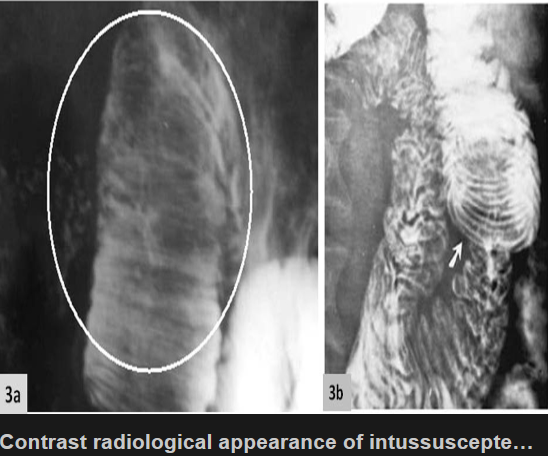 3a
3b
Contrast radiological appearance of intussuscepte…